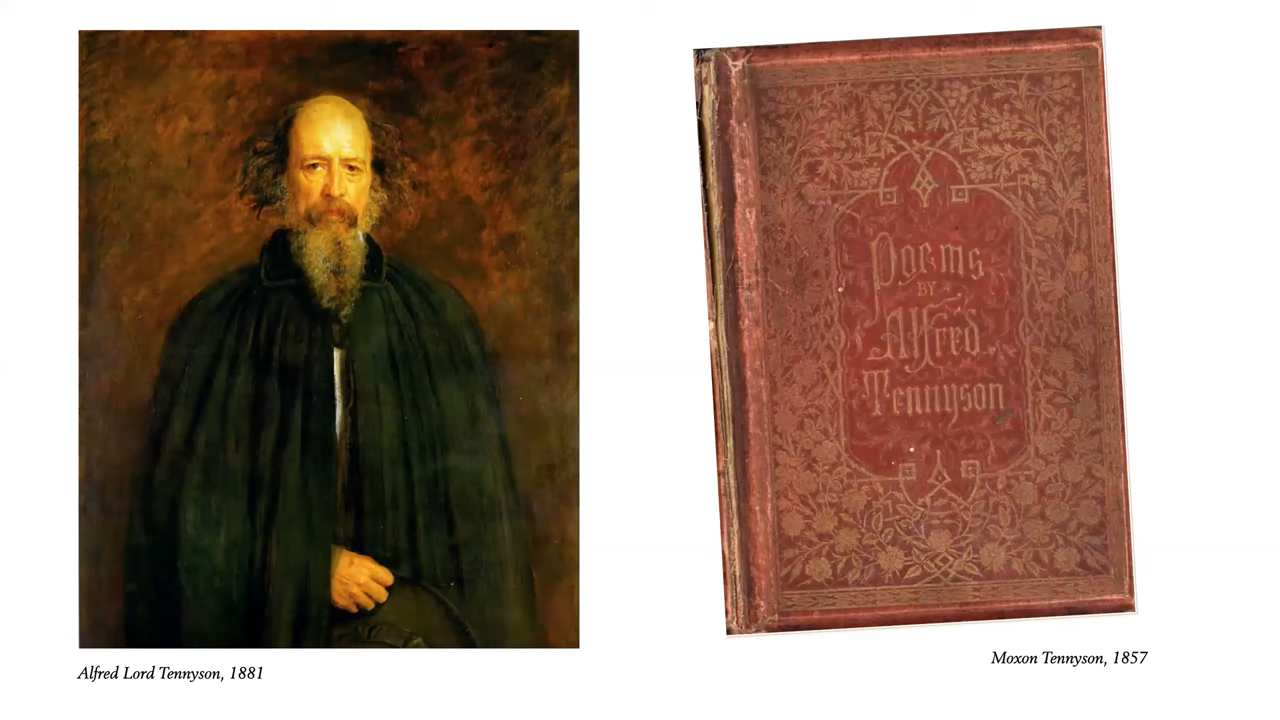 Poems
BY
Alfred
Tennyson
Alfred Lord Tennyson, 1881
Moxon Tennyson, 1857